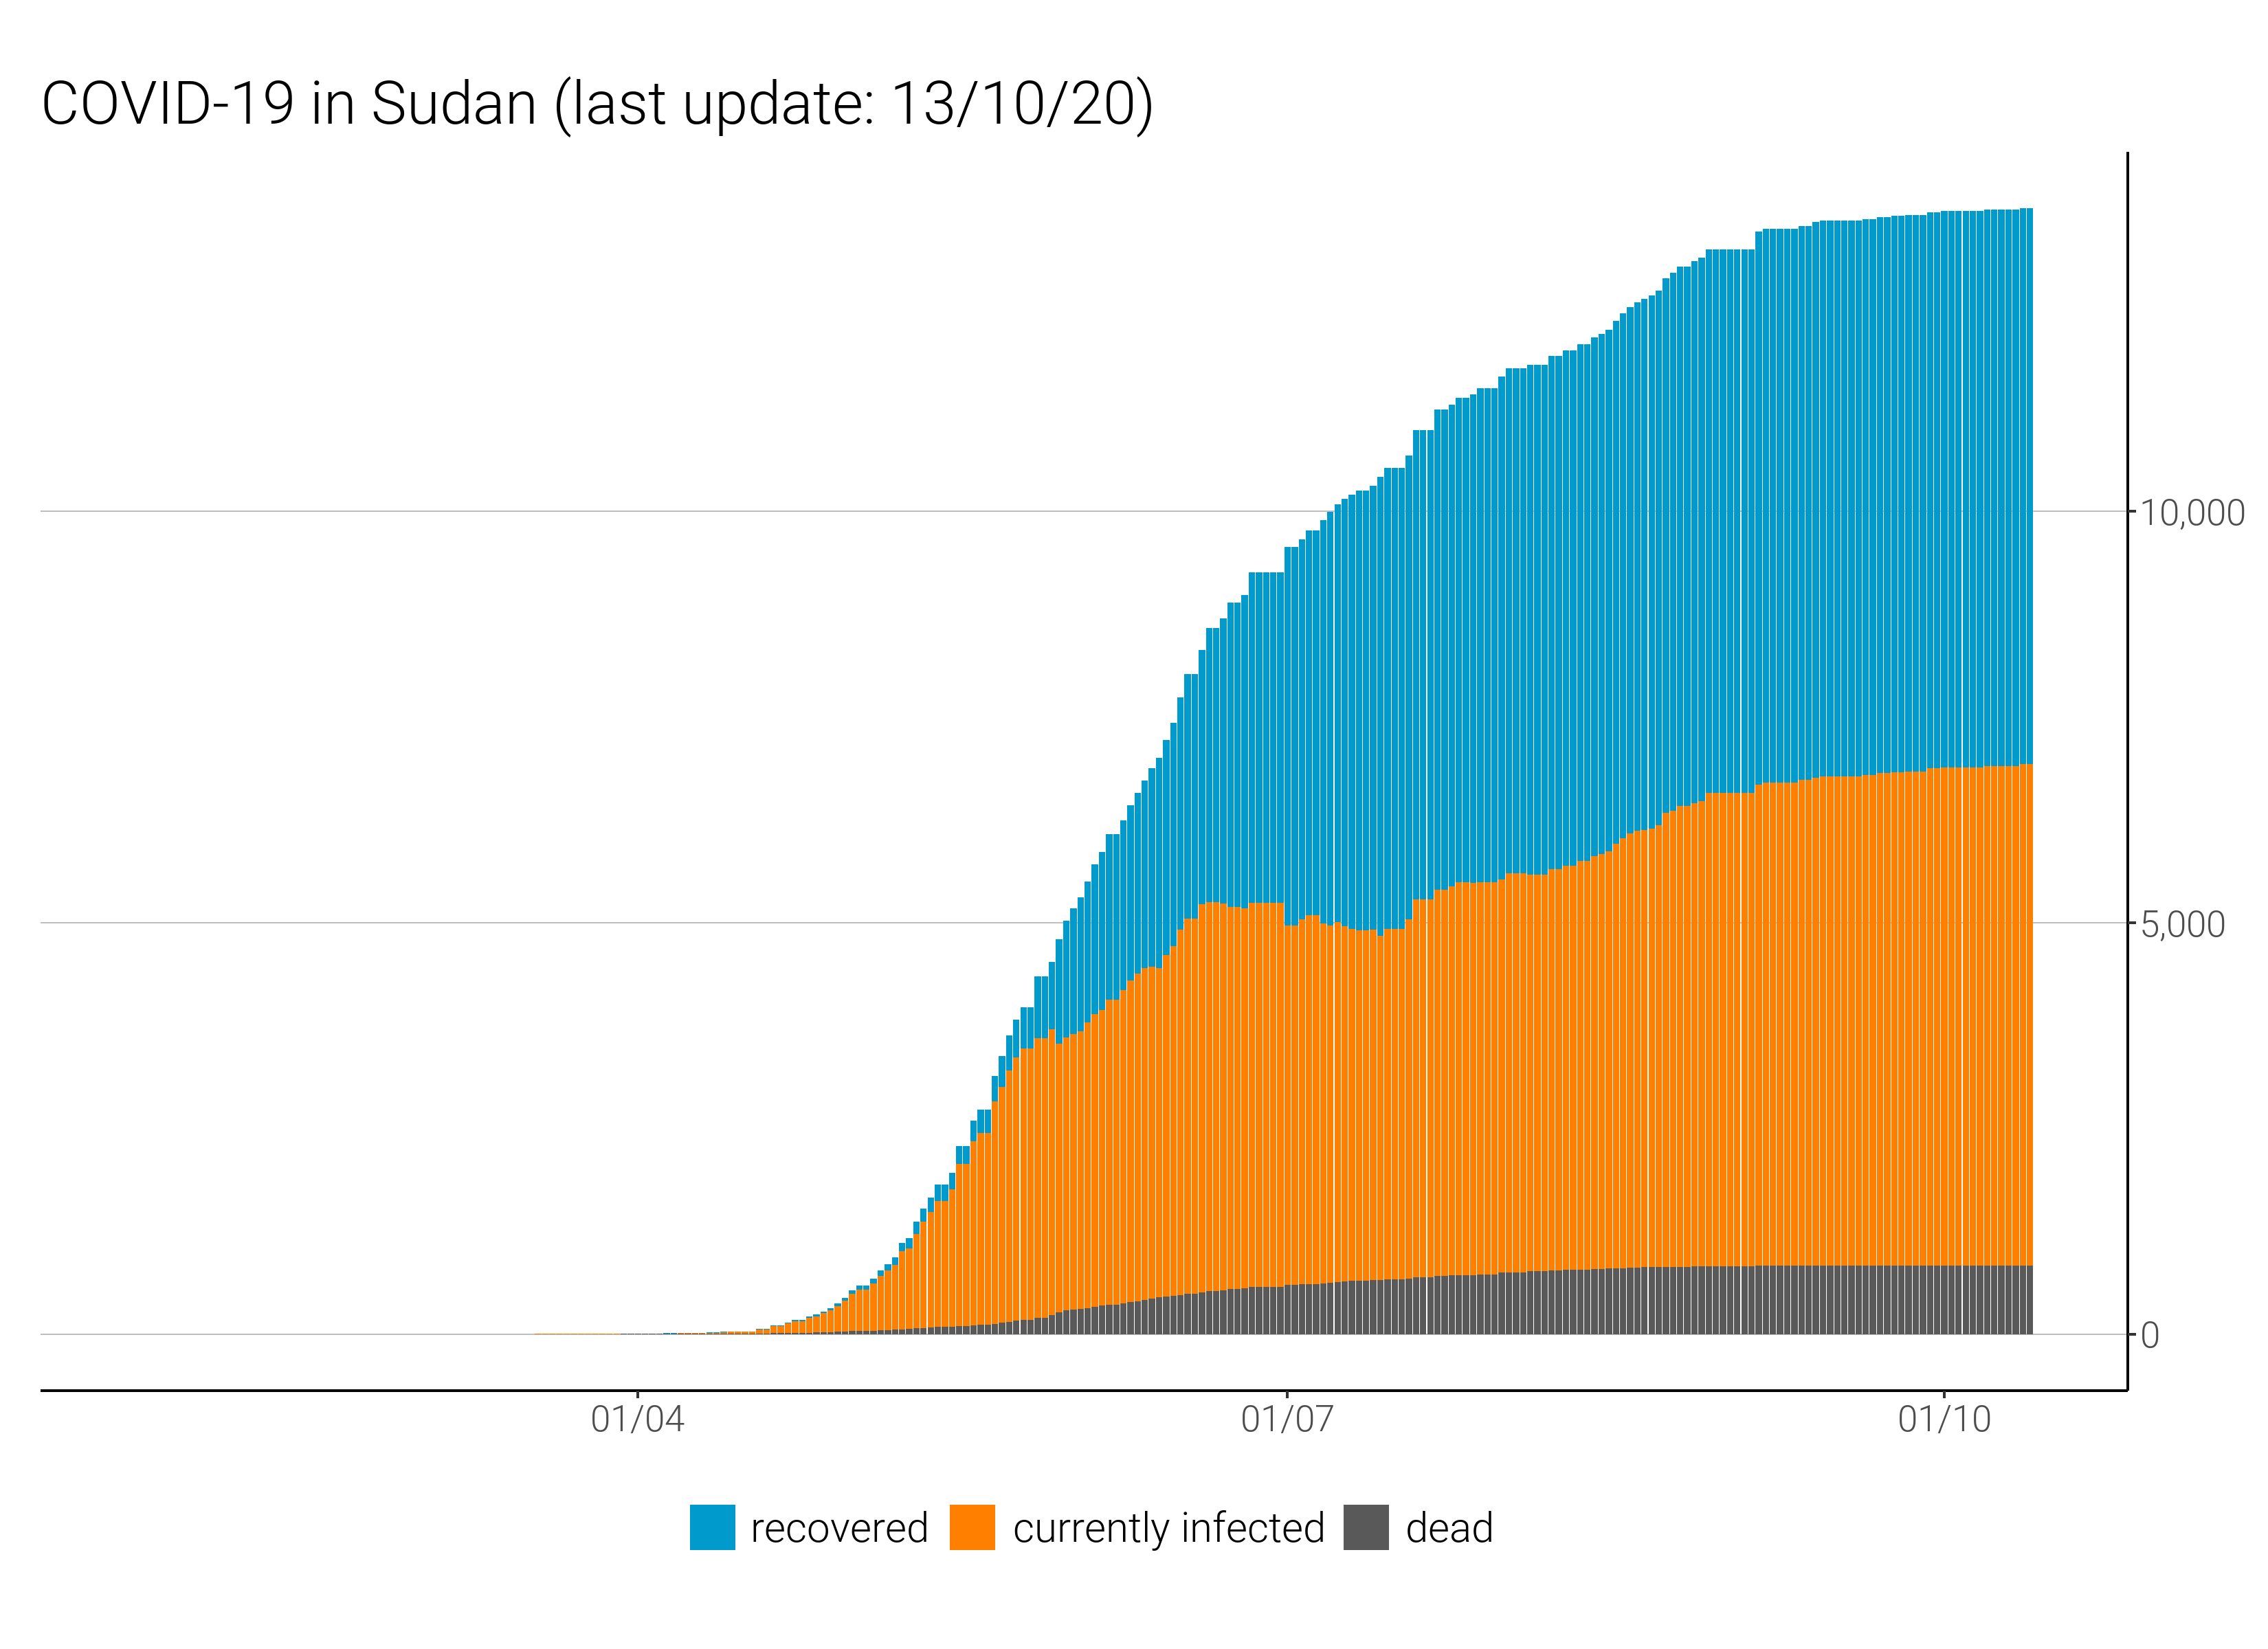 COVID-19 in Sudan (last update: 13/10/20)
10,000
5,000
0
01/04 01/07 01/10
recovered currently infected dead